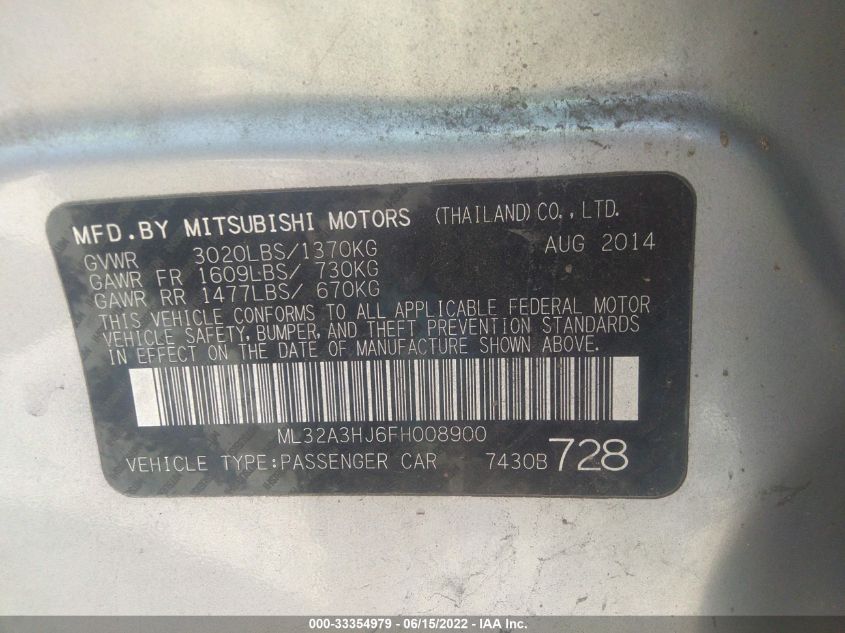 MFD.BY MITSUBISHI MOTORS (THAILAND) CO.,LTD.
GVWR 3020LBS/1370KG AUG 2014
GAWR FR 1609LBS/ 730KG
GAWR RR 1477LBS/ 670KG
THIS VEHICLE CONFORMS TO ALL APPLICABLE FEDERAL MOTOR
VEHICLE SAFETY, BUMPER, AND THEFT PREVENTION STANDARDS
IN EFFECT ON THE DATE OF MANUFACTURE SHOWN ABOVE.
ML32A3HJ6FH008900
VEHICLE TYPE:PASSENGER CAR 7430B 728
000-33354979 - 06/15/2022 - Copyright IAA, Inc.